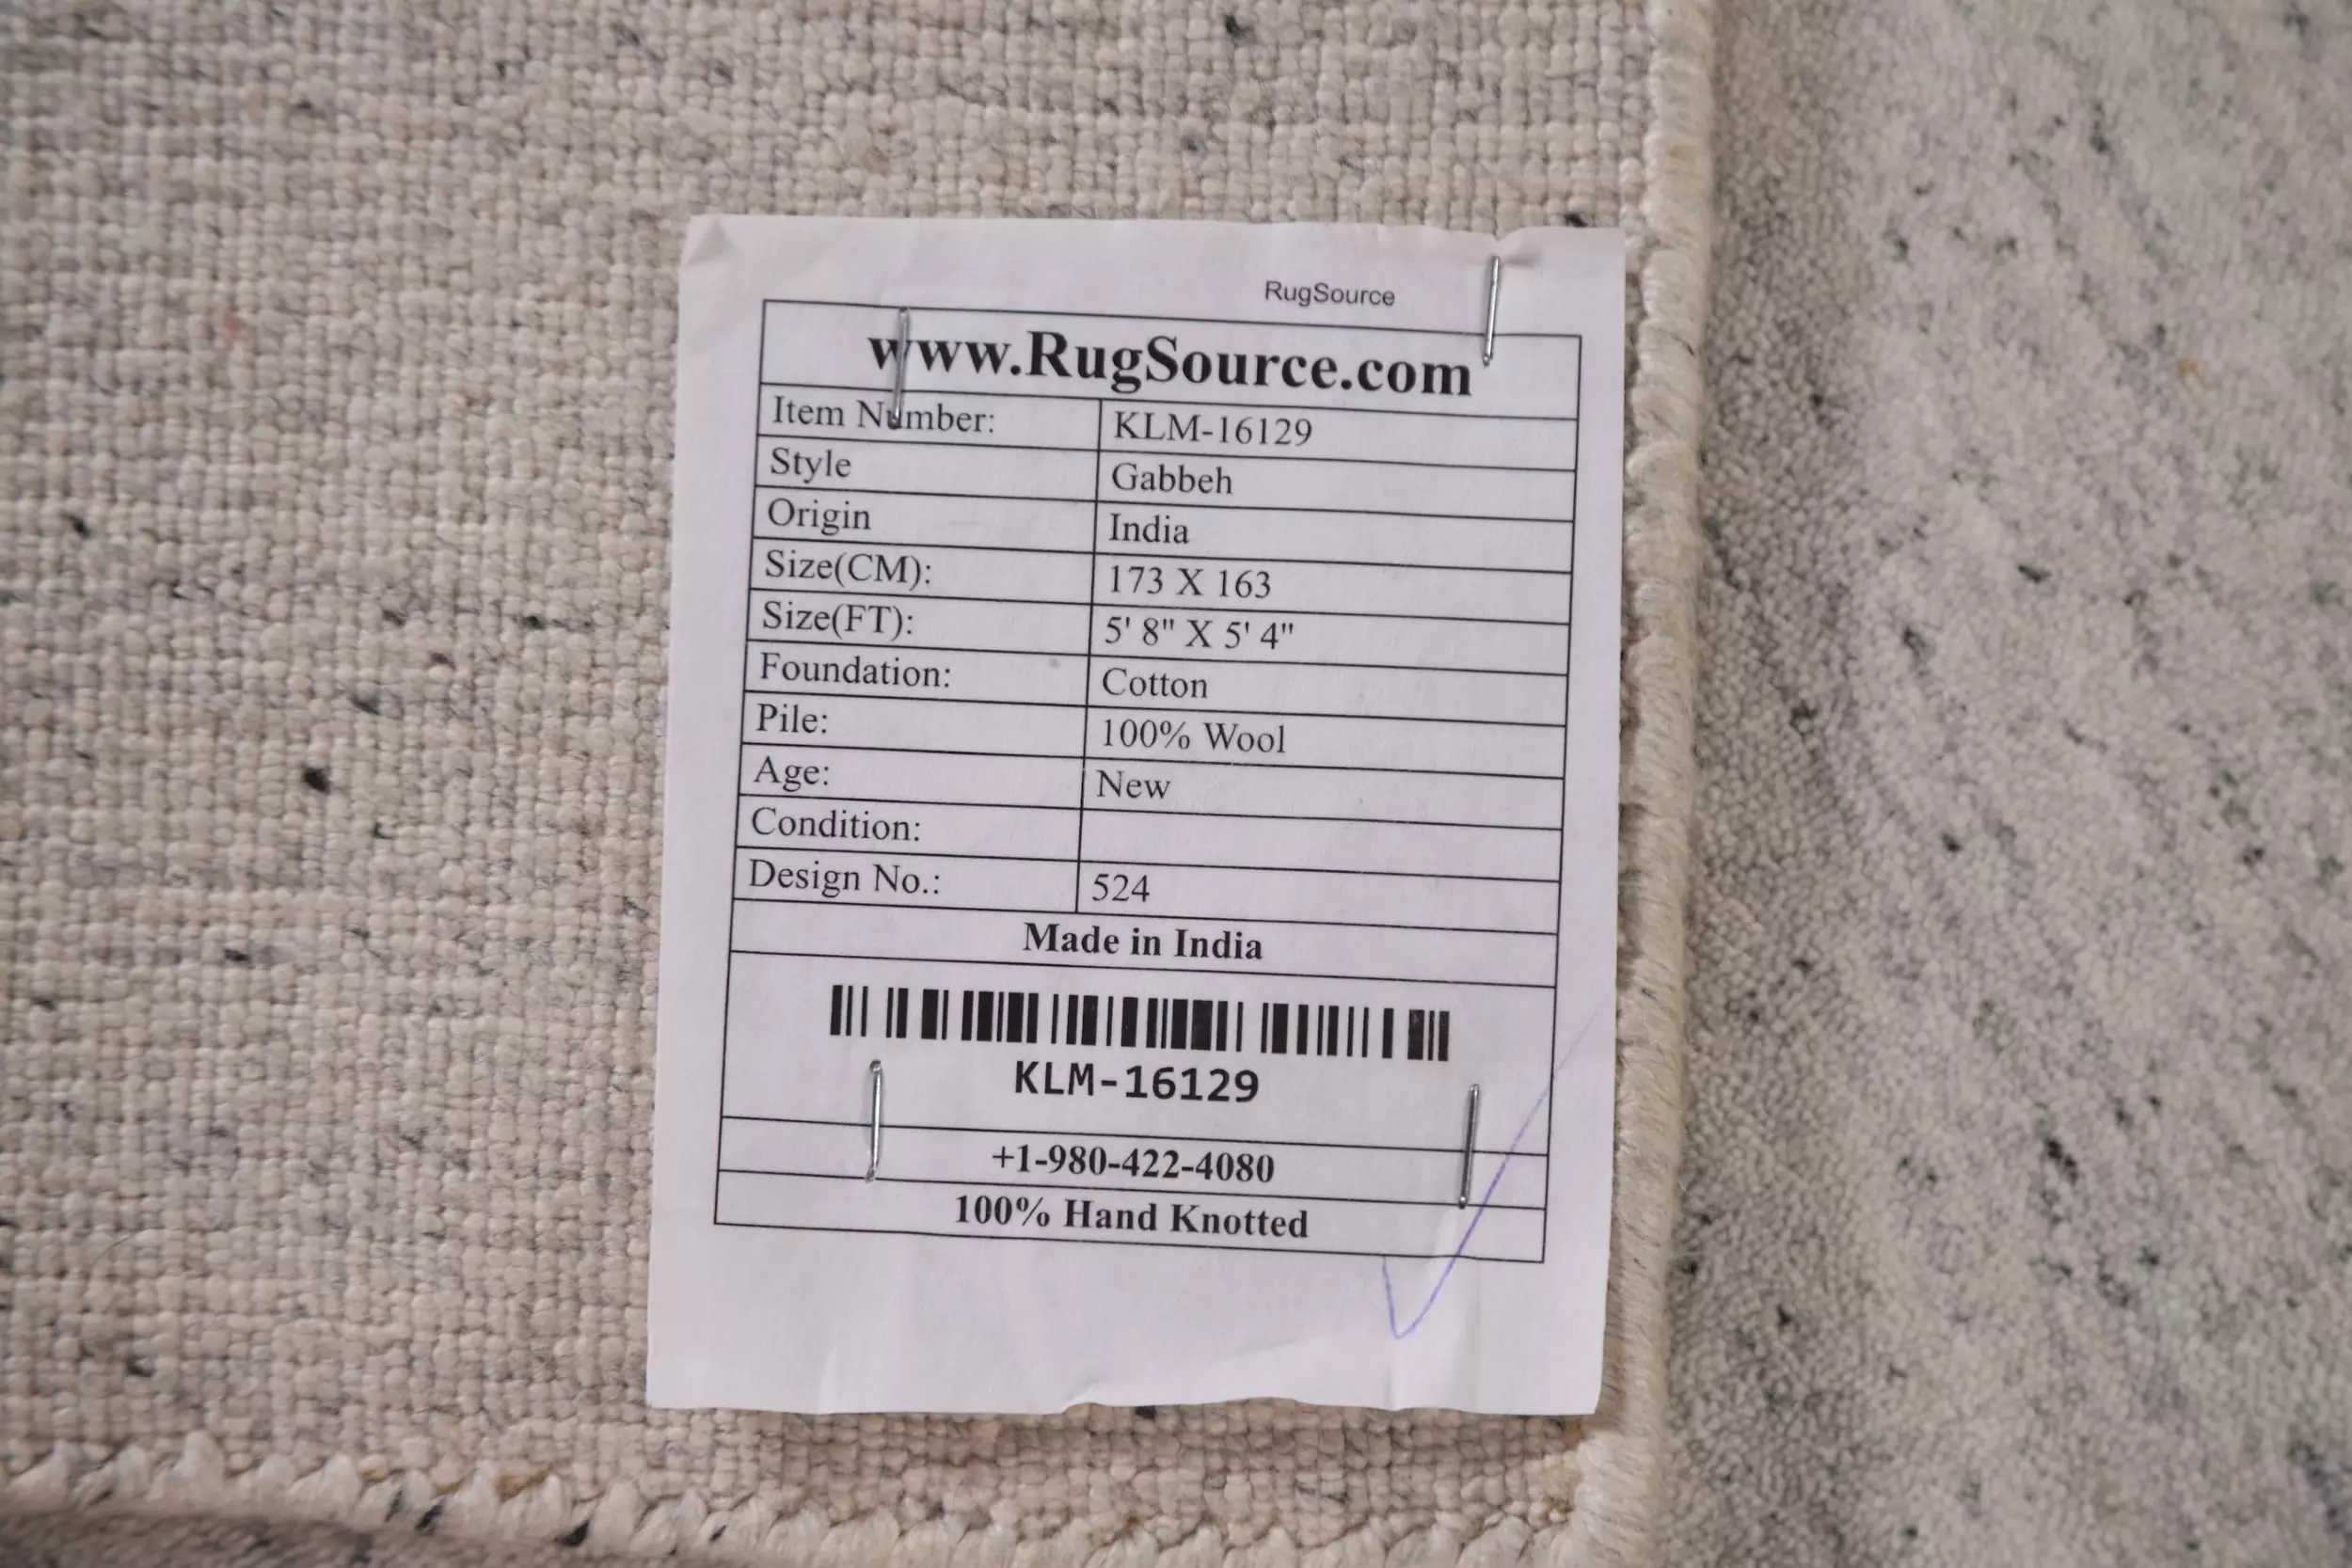 RugSource
www.RugSource.com
Item Number: KLM-16129
Style Gabbeh
Origin India
Size(CM): 173 X 163
Size(FT): 5' 8" X 5' 4"
Foundation: Cotton
Pile: 100% Wool
Age: New
Condition:
Design No.: 524
Made in India
KLM-16129
+1-980-422-4080
100% Hand Knotted